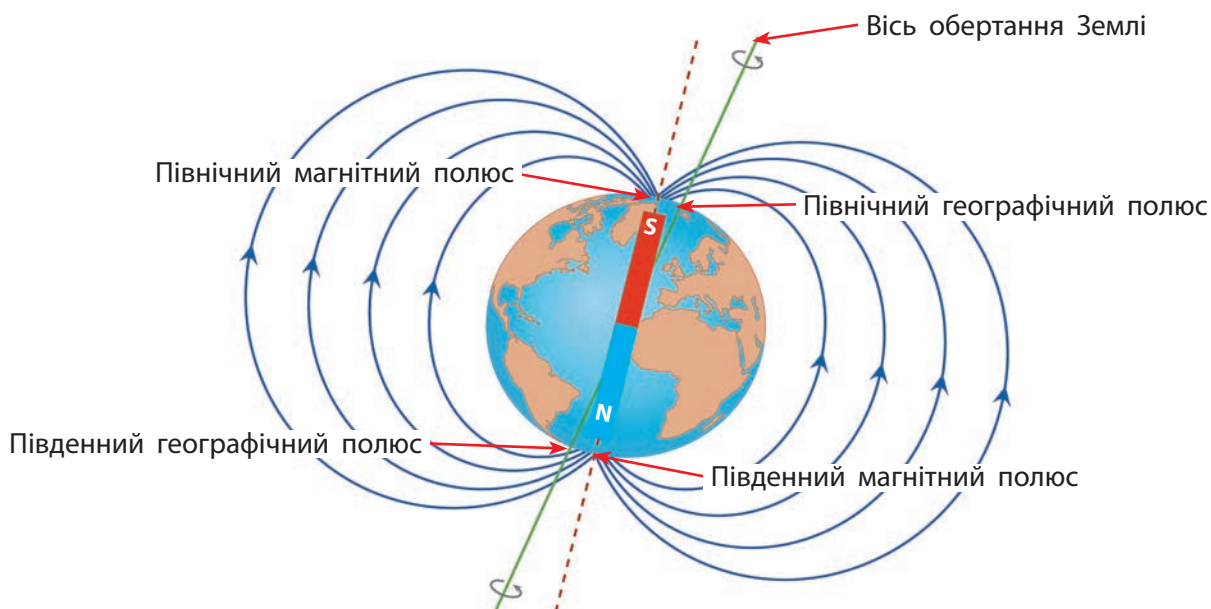 Вісь обертання Землі
Північний магнітний полюс
Північний географічний полюс
S
N
Південний географічний полюс
Південний магнітний полюс